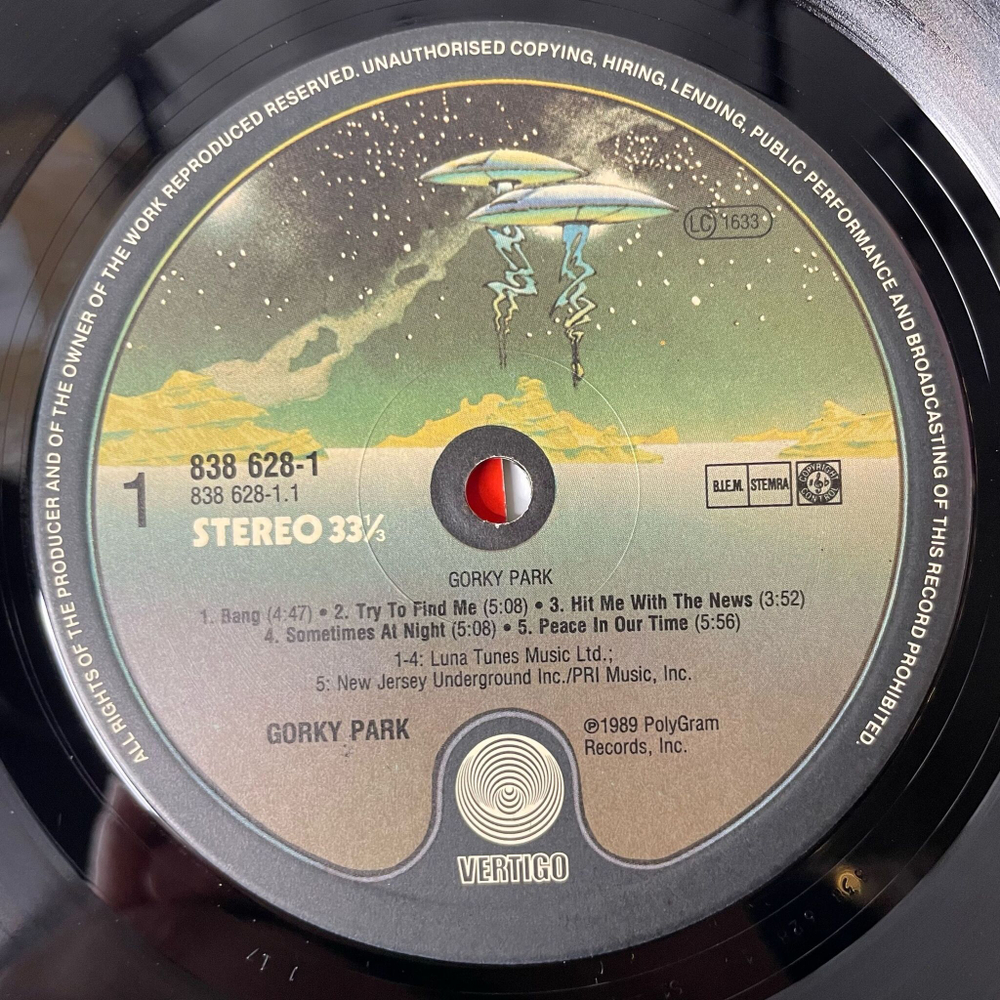 ALL RIGHTS OF THE PRODUCER AND OF THE OWNER OF THE WORK REPRODUCED RESERVED. UNAUTHORISED COPYING, HIRING, LENDING, PUBLIC PERFORMANCE AND BROADCASTING OF THIS RECORD PROHIBITED.
LC 1633
1
838 628-1
838 628-1.1
STEREO 33⅓
B.I.E.M. STEMRA COPYRIGHT CONTROL
GORKY PARK
1. Bang (4:47) • 2. Try To Find Me (5:08) • 3. Hit Me With The News (3:52)
4. Sometimes At Night (5:08) • 5. Peace In Our Time (5:56)
1-4: Luna Tunes Music Ltd.;
5: New Jersey Underground Inc./PRI Music, Inc.
GORKY PARK
℗1989 PolyGram
Records, Inc.
VERTIGO